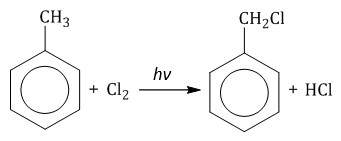 CH₃ CH₂Cl
+ Cl₂ hν + HCl